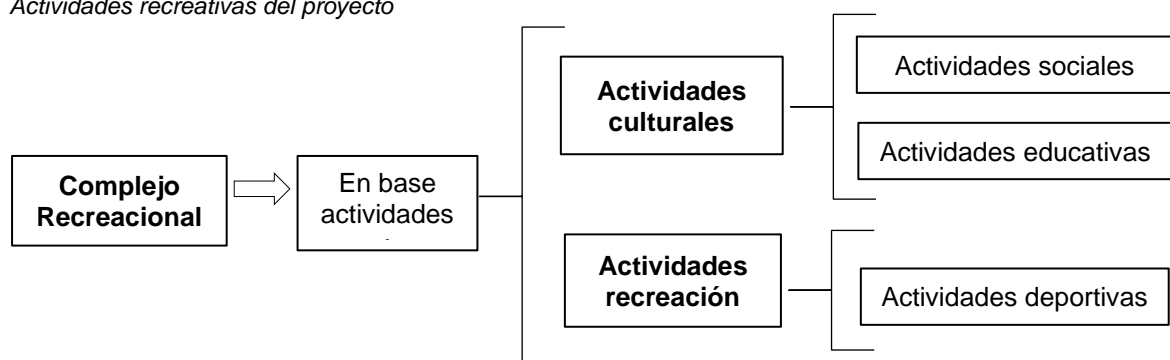 Actividades recreativas del proyecto
Complejo
Recreacional
En base
actividades
Actividades
culturales
Actividades sociales
Actividades educativas
Actividades
recreación
Actividades deportivas